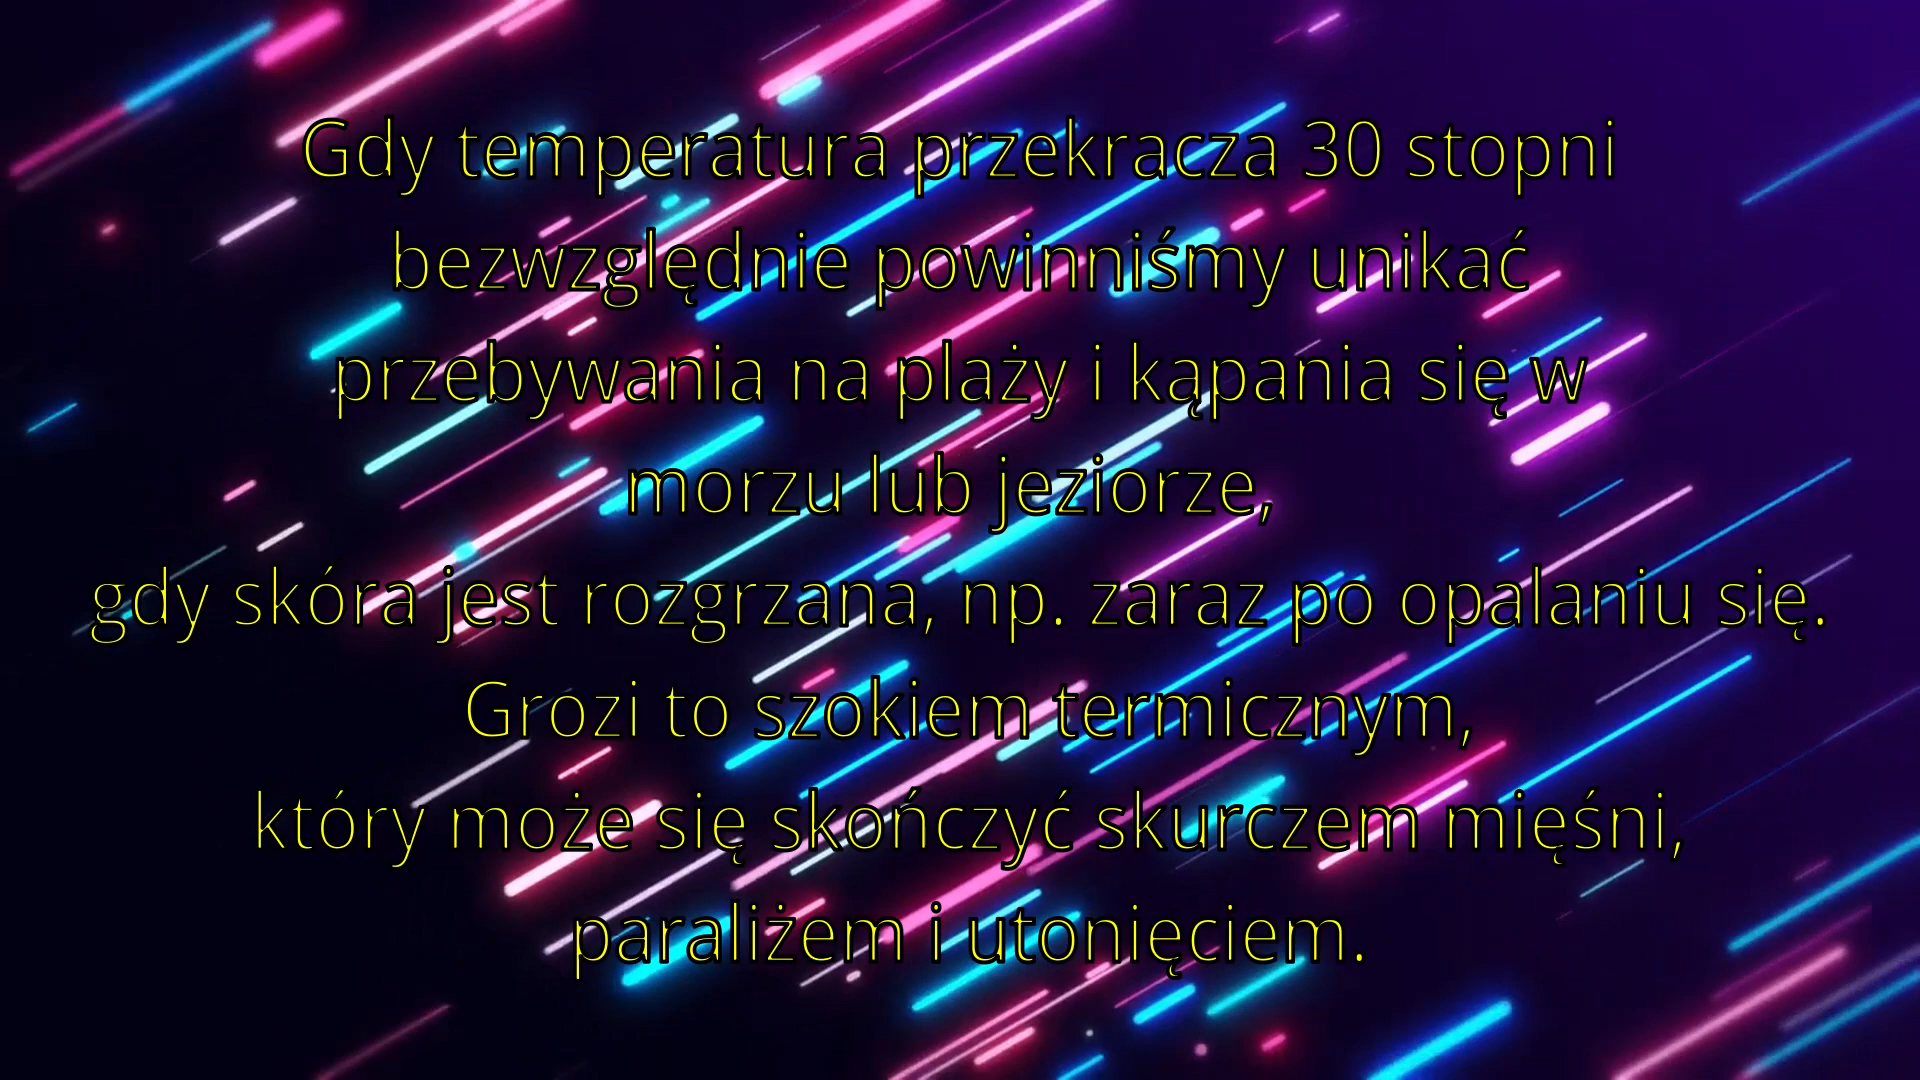 Gdy temperatura przekracza 30 stopni
bezwzględnie powinniśmy unikać
przebywania na plaży i kąpania się w
morzu lub jeziorze,
gdy skóra jest rozgrzana, np. zaraz po opalaniu się.
Grozi to szokiem termicznym,
który może się skończyć skurczem mięśni,
paraliżem i utonięciem.